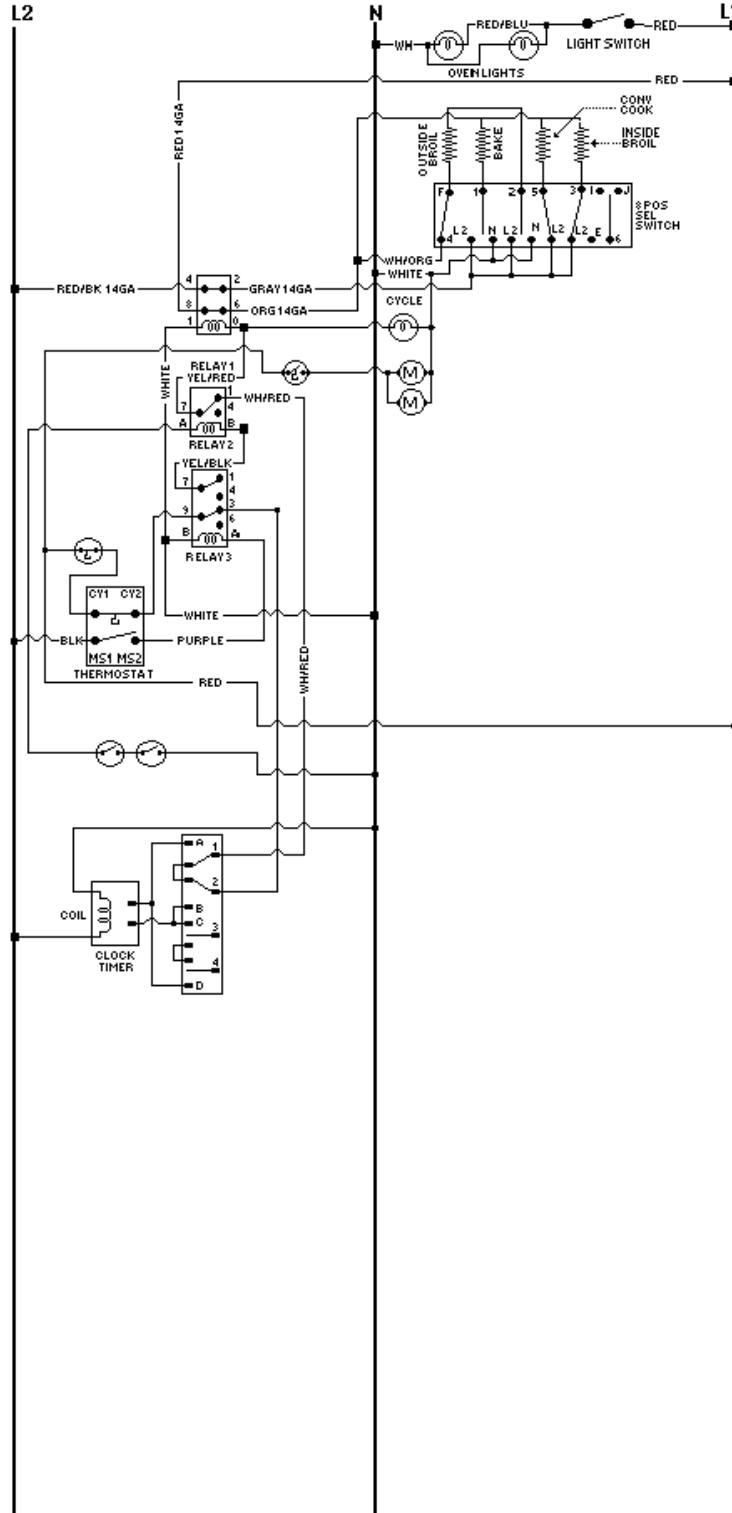 L2
N
L
RED/BLU
RED
LIGHT SWITCH
WH
OVEN LIGHTS
RED
CONV
COOK
RED 14GA
OUTSIDE
BROIL
BAKE
INSIDE
BROIL
F 1 2 5 3 I J
8 POS
SEL
SWITCH
4 L2 N L2 N L2 L2 E 6
WH/ORG
WHITE
RED/BK 14GA
4 2
GRAY 14GA
8 6
ORG 14GA
1 0
CYCLE
RELAY 1
YEL/RED
WHITE
M
M
1
WH/RED
7 4
A B
RELAY 2
YEL/BLK
7 1
4
9 3
6
B A
RELAY 3
CY1 CY2
WHITE
BLK
PURPLE
MS1 MS2
THERMOSTAT
RED
WH/RED
A 1
2
COIL
B
C
3
CLOCK
TIMER
4
D